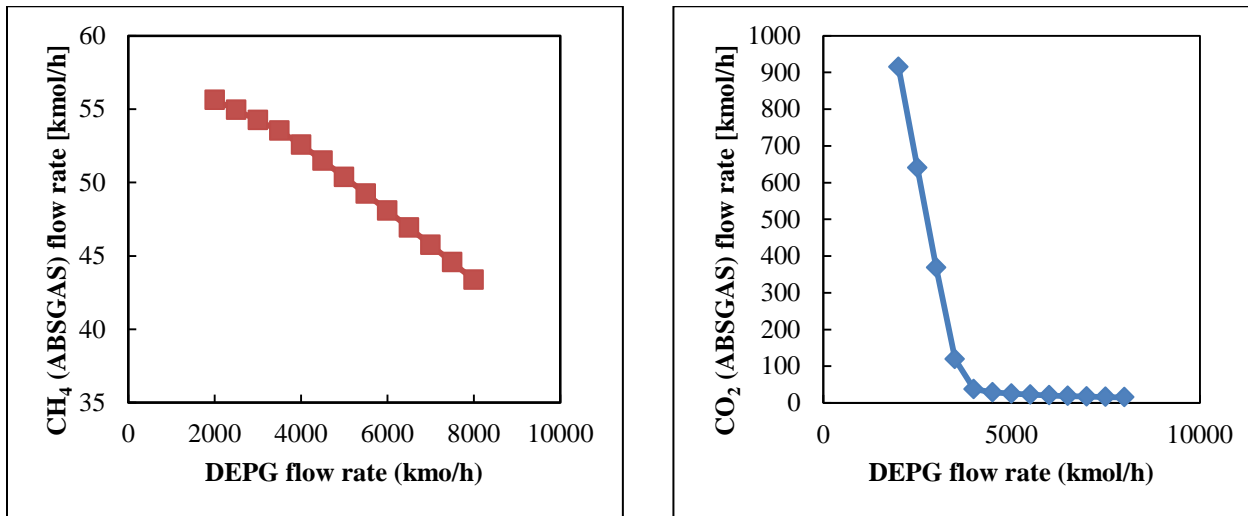 60
55
50
45
40
35
0 2000 4000 6000 8000 10000
CH4 (ABSGAS) flow rate [kmol/h]
DEPG flow rate (kmo/h)
1000
900
800
700
600
500
400
300
200
100
0
0 5000 10000
CO2 (ABSGAS) flow rate [kmol/h]
DEPG flow rate (kmol/h)